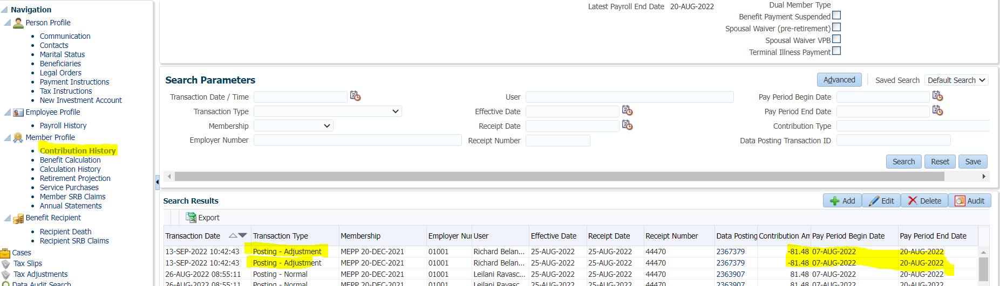 Navigation
Person Profile
Communication
Contacts
Marital Status
Beneficiaries
Legal Orders
Payment Instructions
Tax Instructions
New Investment Account
Employee Profile
Payroll History
Member Profile
Contribution History
Benefit Calculation
Calculation History
Retirement Projection
Service Purchases
Member SRB Claims
Annual Statements
Benefit Recipient
Recipient Death
Recipient SRB Claims
Cases
Tax Slips
Tax Adjustments
Data Audit Search
Latest Payroll End Date 20-AUG-2022
Dual Member Type
Benefit Payment Suspended
Spousal Waiver (pre-retirement)
Spousal Waiver VPB
Terminal Illness Payment
Search Parameters
Advanced Saved Search Default Search
Transaction Date / Time User Pay Period Begin Date
Transaction Type Effective Date Pay Period End Date
Membership Receipt Date Contribution Type
Employer Number Receipt Number Data Posting Transaction ID
Search Reset Save
Search Results Add Edit Delete Audit
Export
Transaction Date Transaction Type Membership Employer Nu User Effective Date Receipt Date Receipt Number Data Posting Contribution Am Pay Period Begin Date Pay Period End Date
13-SEP-2022 10:42:43 Posting - Adjustment MEPP 20-DEC-2021 01001 Richard Belan... 25-AUG-2022 25-AUG-2022 44470 2367379 -81.48 07-AUG-2022 20-AUG-2022
13-SEP-2022 10:42:43 Posting - Adjustment MEPP 20-DEC-2021 01001 Richard Belan... 25-AUG-2022 25-AUG-2022 44470 2367379 -81.48 07-AUG-2022 20-AUG-2022
26-AUG-2022 08:55:11 Posting - Normal MEPP 20-DEC-2021 01001 Leilani Ravasc... 25-AUG-2022 25-AUG-2022 44470 2363907 81.48 07-AUG-2022 20-AUG-2022
26-AUG-2022 08:55:11 Posting - Normal MEPP 20-DEC-2021 01001 Leilani Ravasc... 25-AUG-2022 25-AUG-2022 44470 2363907 81.48 07-AUG-2022 20-AUG-2022